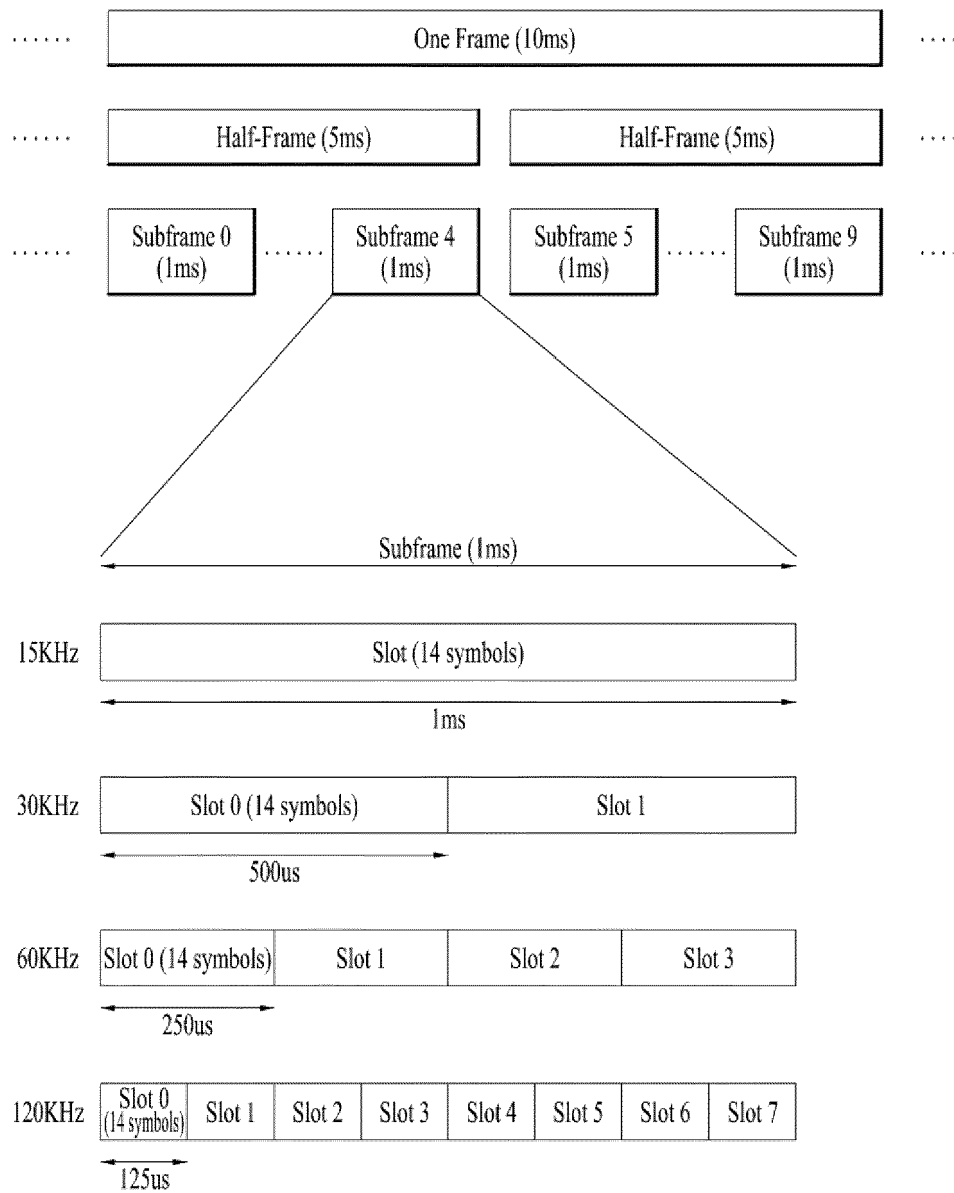 ...... One Frame (10ms) ....
...... Half-Frame (5ms) Half-Frame (5ms) ....
...... Subframe 0 (1ms) ...... Subframe 4 (1ms) Subframe 5 (1ms) ...... Subframe 9 (1ms) ....
Subframe (1ms)
15KHz Slot (14 symbols)
1ms
30KHz Slot 0 (14 symbols) Slot 1
500us
60KHz Slot 0 (14 symbols) Slot 1 Slot 2 Slot 3
250us
120KHz Slot 0 (14 symbols) Slot 1 Slot 2 Slot 3 Slot 4 Slot 5 Slot 6 Slot 7
125us